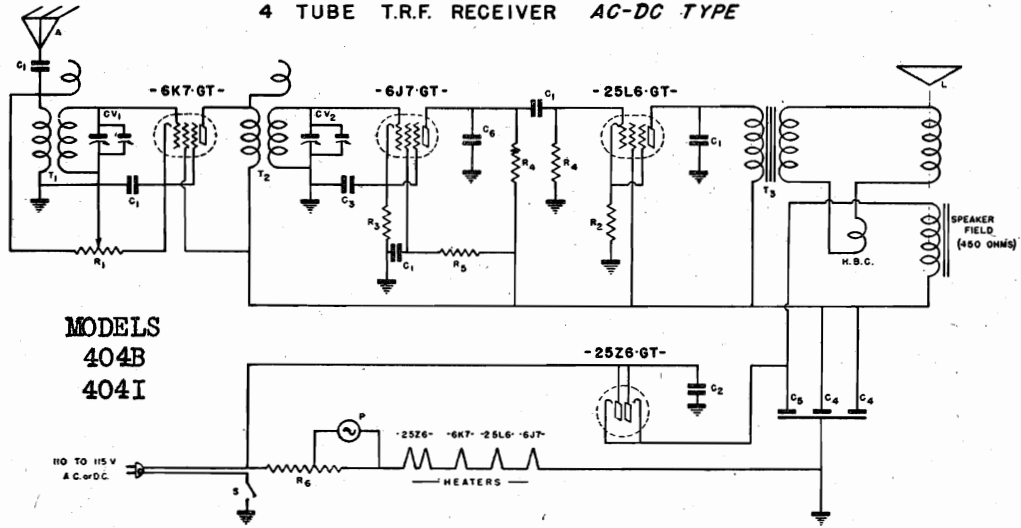 4 TUBE T.R.F. RECEIVER AC-DC TYPE
A
C1
-6K7·GT-
-6J7·GT-
-25L6·GT-
L
CV1
CV2
C1
C6
R4
R4
C1
T1
T2
T3
C1
C3
R3
R2
SPEAKER
FIELD
(450 OHMS)
H.B.C.
R1
C1
R5
MODELS
404B
404I
-25Z6·GT-
C2
C5
C4
C4
P
-25Z6- -6K7- -25L6- -6J7-
110 TO 115 V
A.C. or D.C.
R6
HEATERS
S